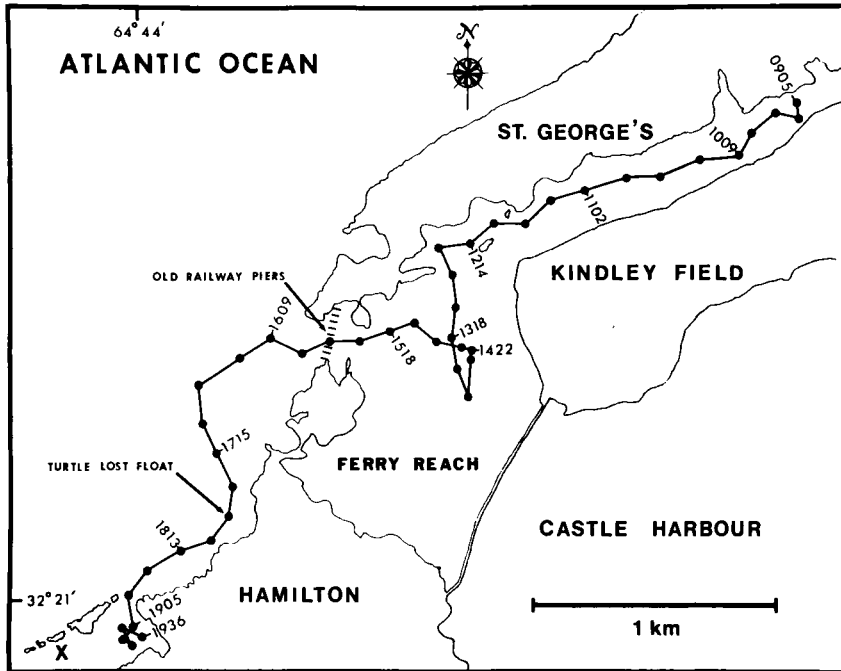 64° 44'
ATLANTIC OCEAN
N
0905
ST. GEORGE'S
1009
1102
1214
KINDLEY FIELD
OLD RAILWAY PIERS
1609
1318
1518
1422
1715
TURTLE LOST FLOAT
FERRY REACH
1813
CASTLE HARBOUR
32° 21'
HAMILTON
1905
1936
X
1 km